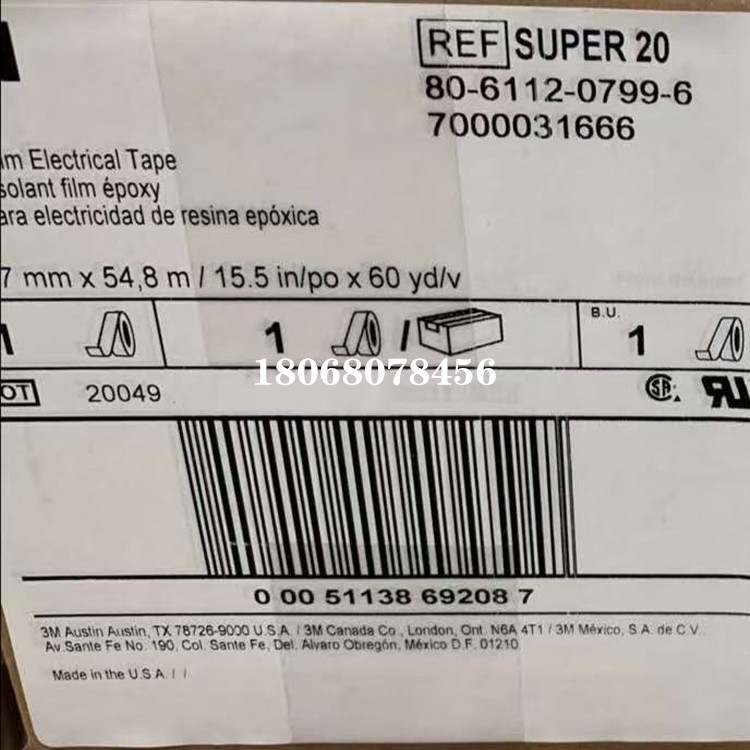 REF SUPER 20
80-6112-0799-6
7000031666
m Electrical Tape
solant film époxy
ara electricidad de resina epóxica
7 mm x 54,8 m / 15.5 in/po x 60 yd/v
1 1 / B.U. 1
18068078456
OT 20049 SA UR
0 00 51138 69208 7
3M Austin Austin, TX 78726-9000 U.S.A. / 3M Canada Co., London, Ont. N6A 4T1 / 3M México, S.A. de C.V.
Av.Sante Fe No. 190, Col. Sante Fe, Del. Alvaro Obregón, México D.F. 01210
Made in the U.S.A. / /